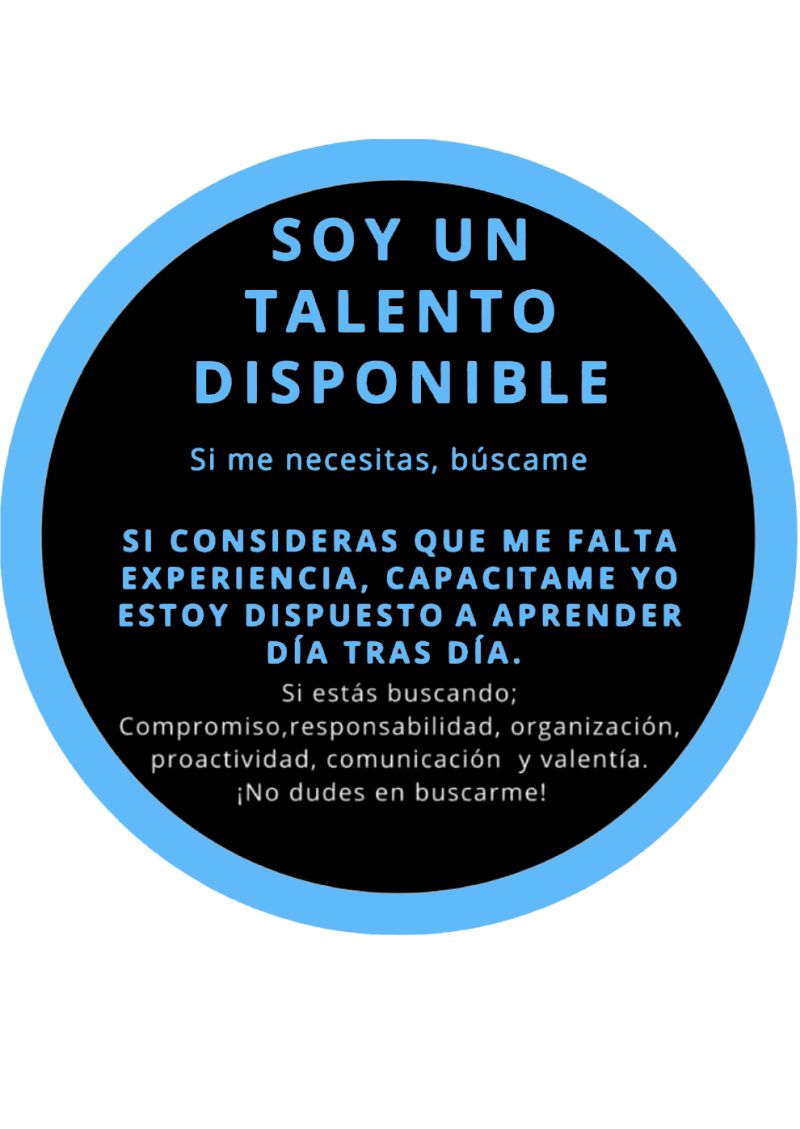 SOY UN
TALENTO
DISPONIBLE
Si me necesitas, búscame
SI CONSIDERAS QUE ME FALTA
EXPERIENCIA, CAPACITAME YO
ESTOY DISPUESTO A APRENDER
DÍA TRAS DÍA.
Si estás buscando;
Compromiso,responsabilidad, organización,
proactividad, comunicación  y valentía.
¡No dudes en buscarme!